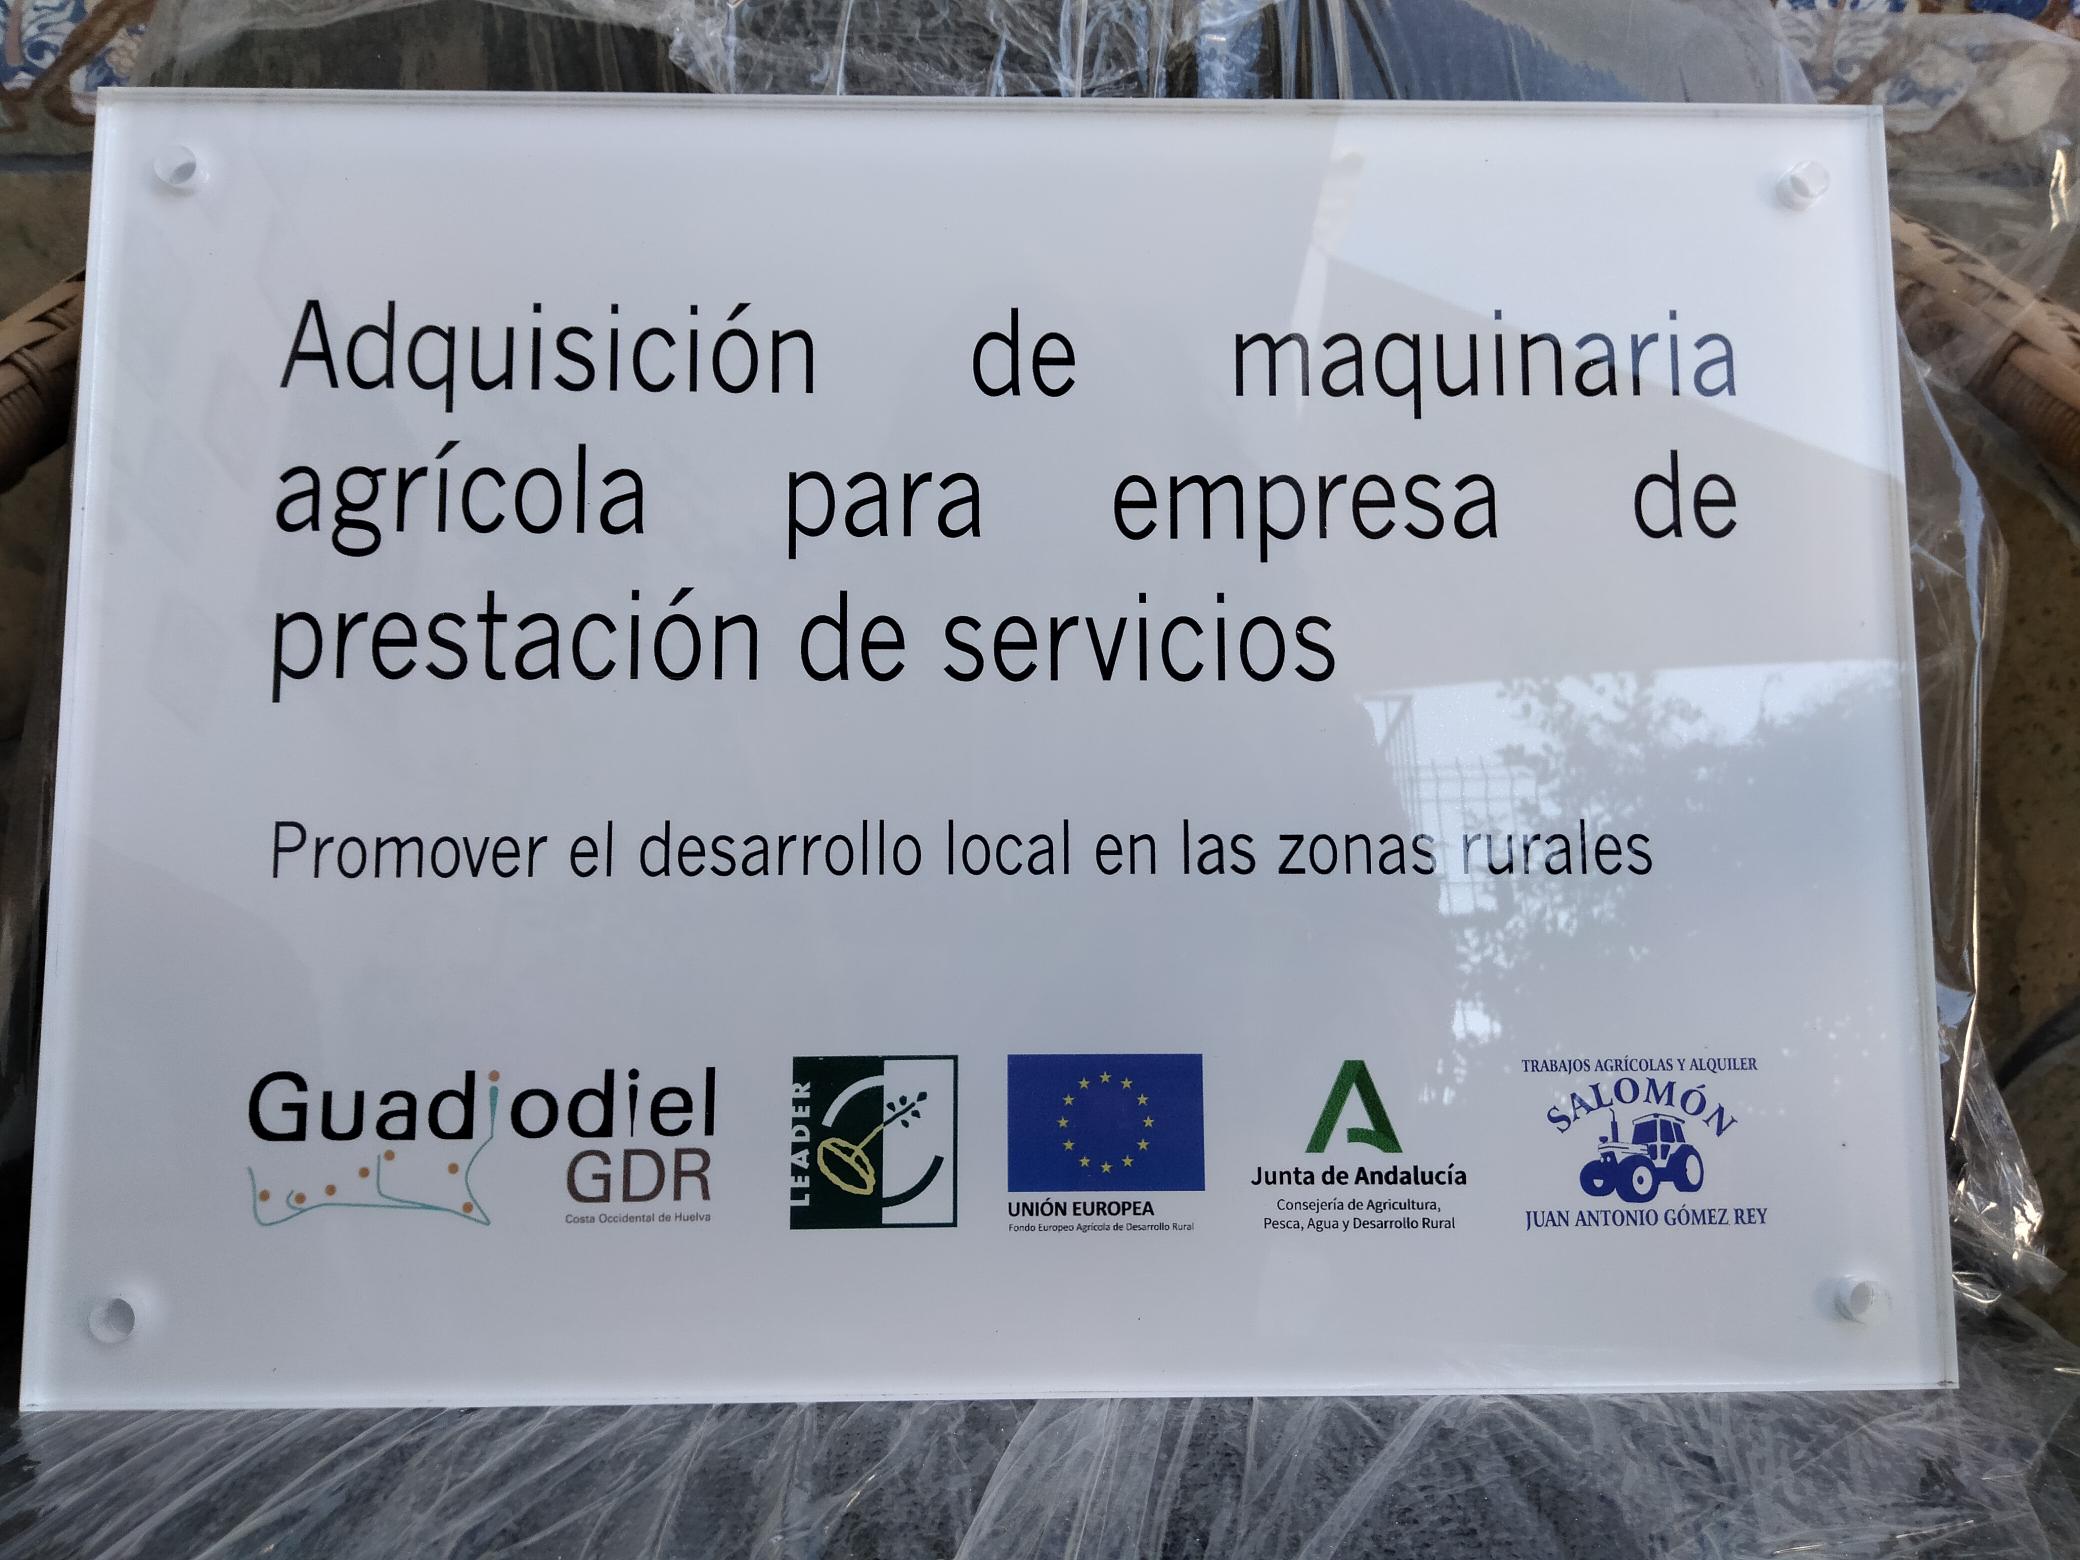 Adquisición de maquinaria
agrícola para empresa de
prestación de servicios
Promover el desarrollo local en las zonas rurales
Guadiodiel
GDR
Costa Occidental de Huelva
LEADER
UNIÓN EUROPEA
Fondo Europeo Agrícola de Desarrollo Rural
Junta de Andalucía
Consejería de Agricultura,
Pesca, Agua y Desarrollo Rural
TRABAJOS AGRÍCOLAS Y ALQUILER
SALOMÓN
JUAN ANTONIO GÓMEZ REY